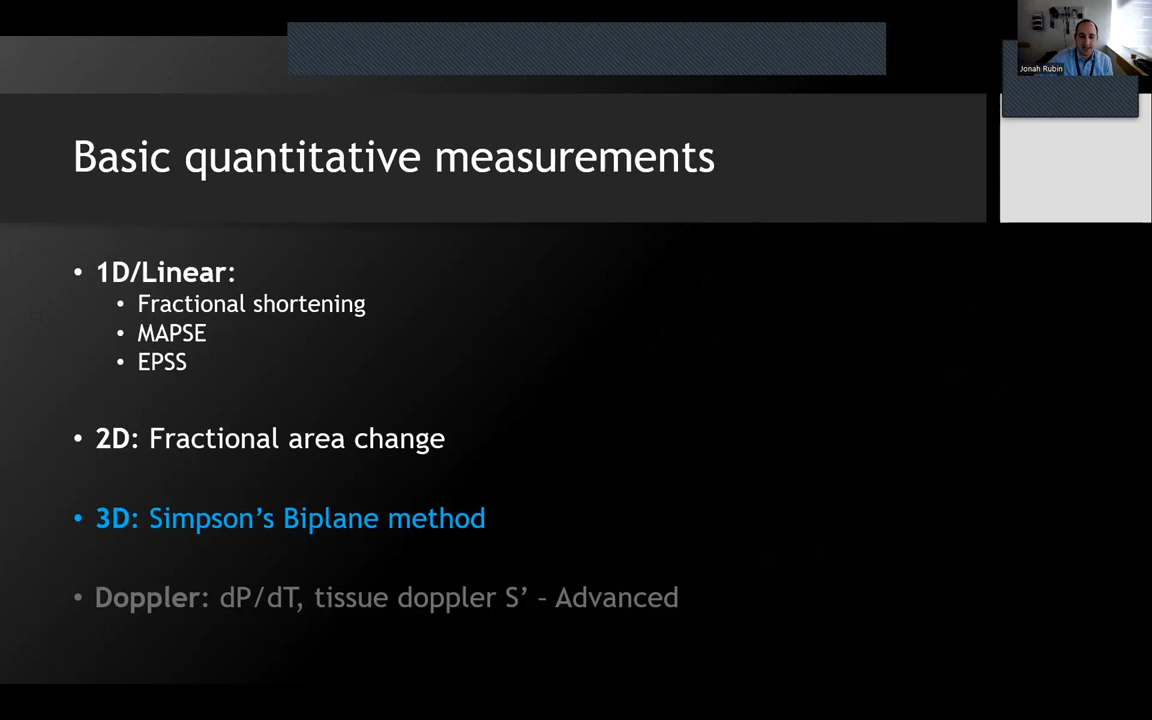 Jonah Rubin
Basic quantitative measurements
• 1D/Linear:
• Fractional shortening
• MAPSE
• EPSS
• 2D: Fractional area change
• 3D: Simpson’s Biplane method
• Doppler: dP/dT, tissue doppler S’ – Advanced